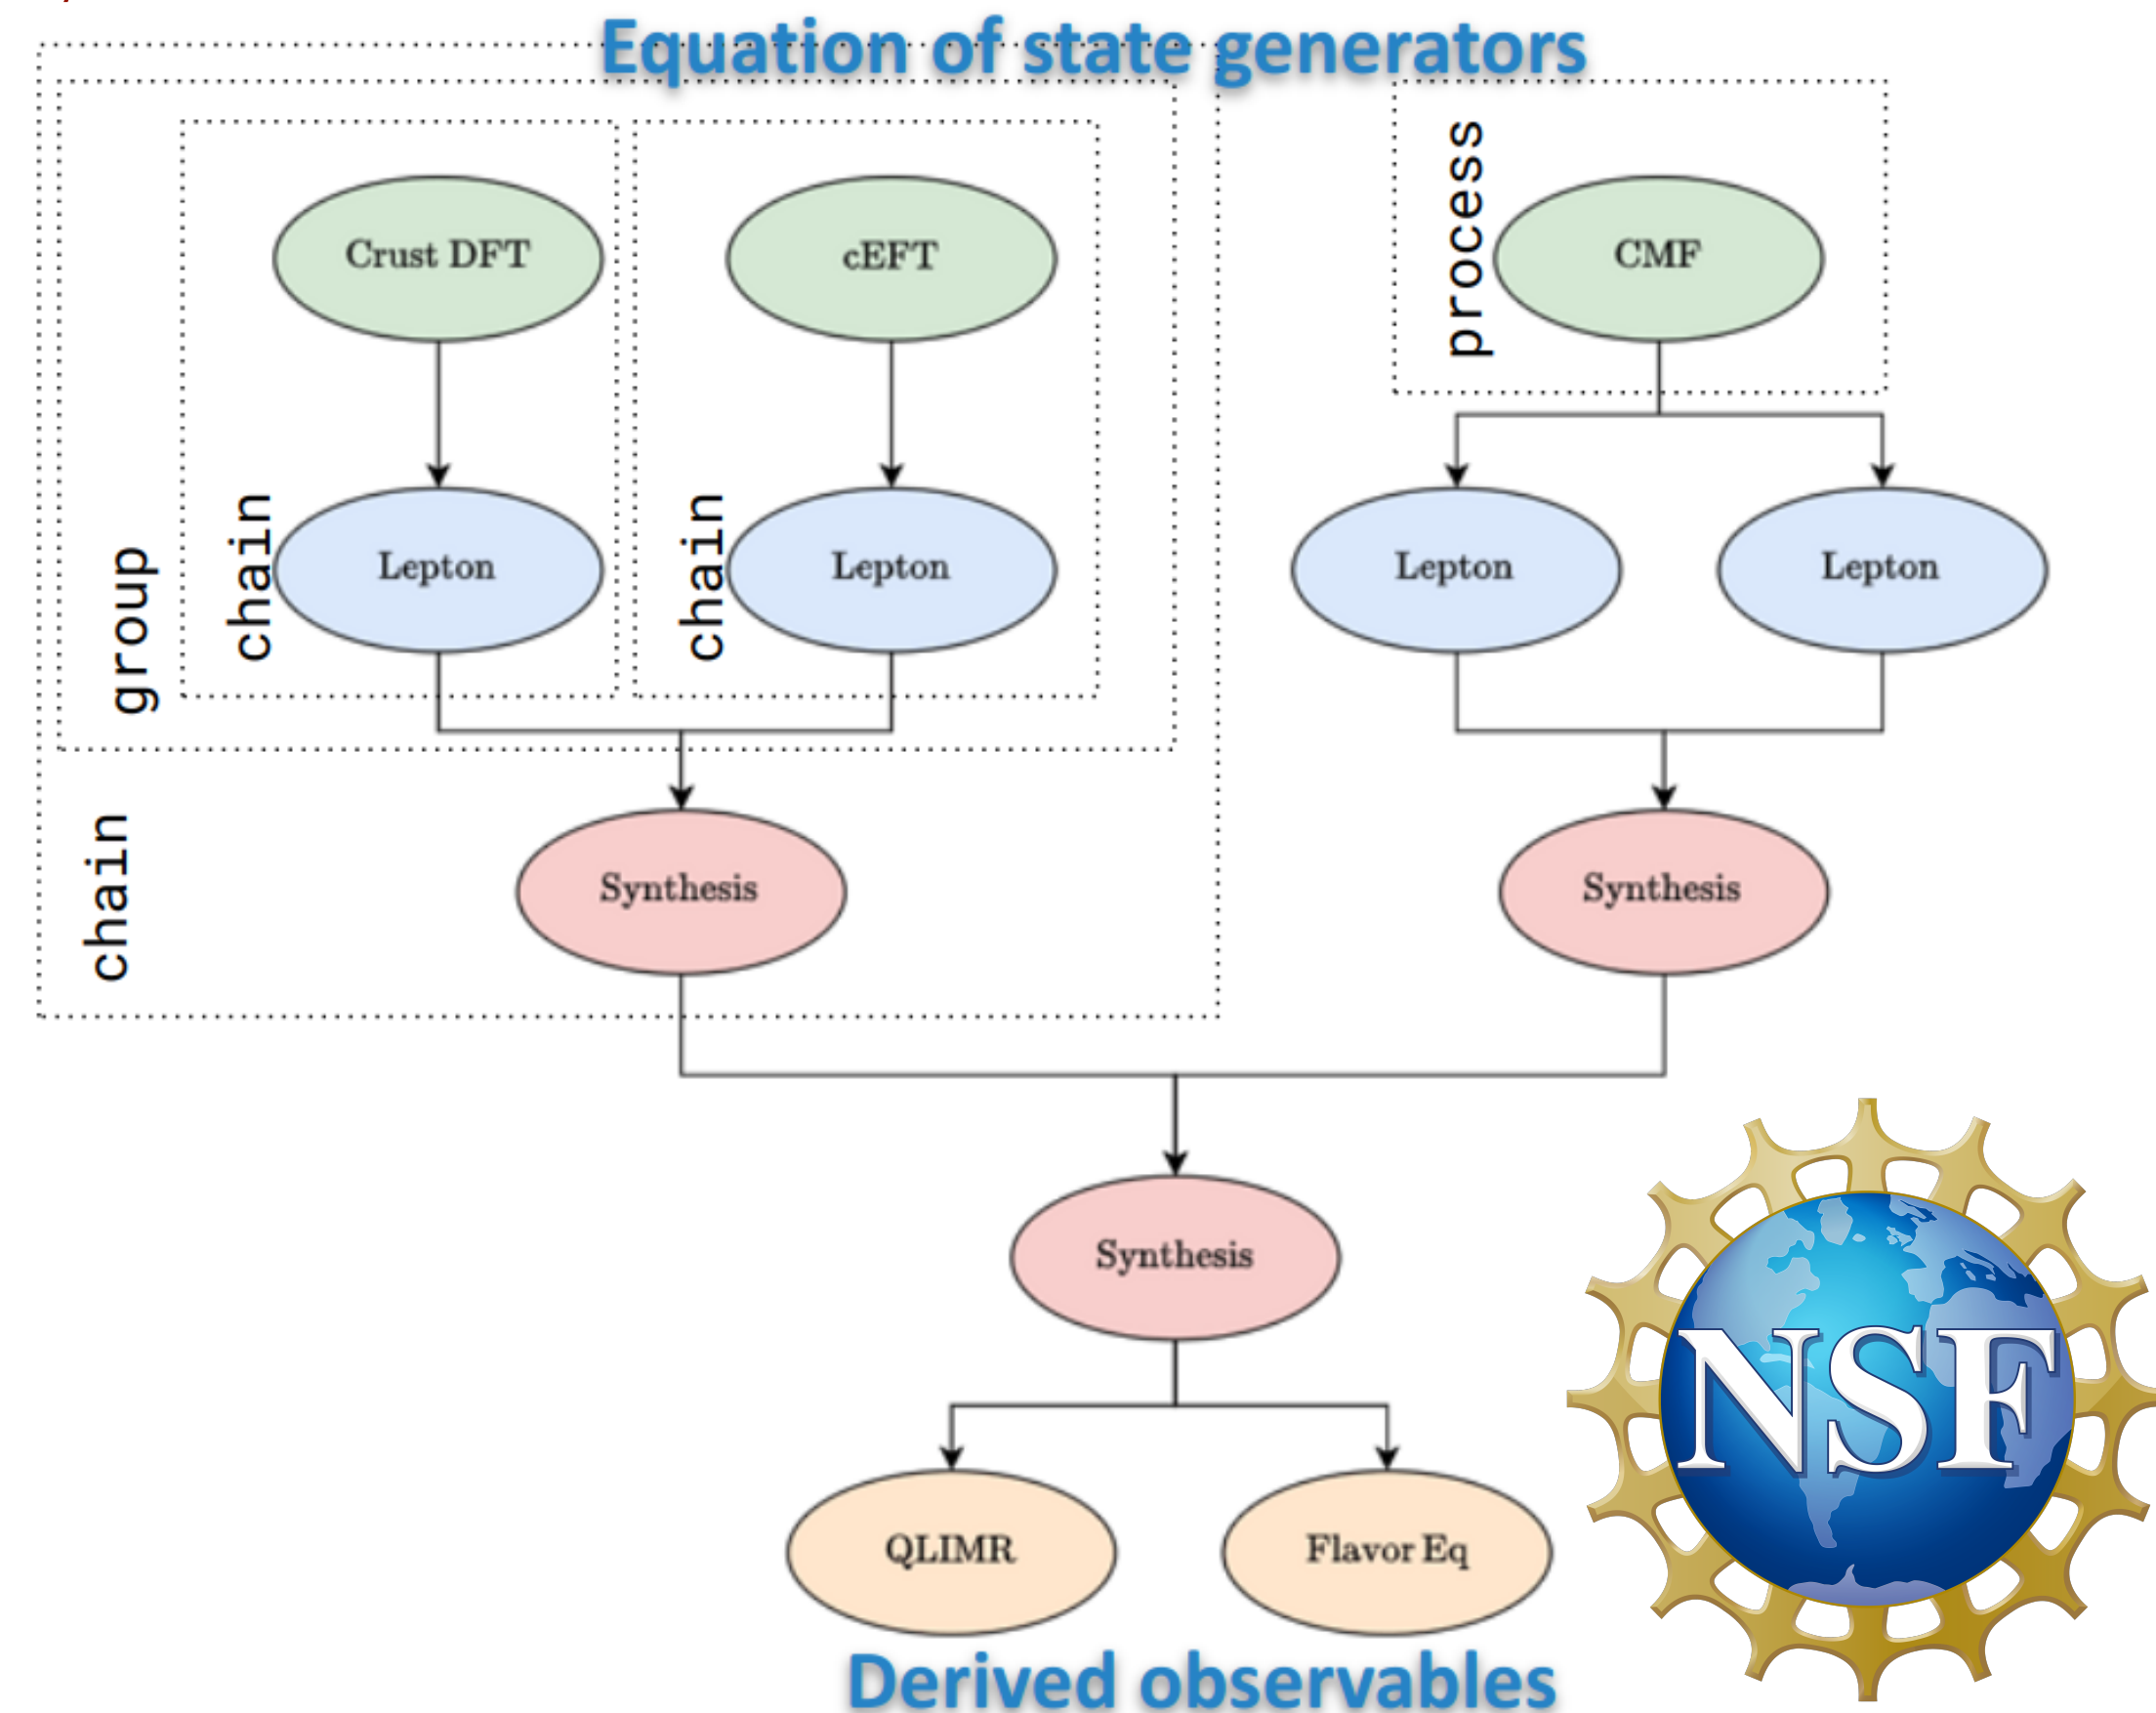 Equation of state generators
process
Crust DFT
cEFT
CMF
group
chain
Lepton
chain
Lepton
Lepton
Lepton
chain
Synthesis
Synthesis
Synthesis
NSF
QLIMR
Flavor Eq
Derived observables